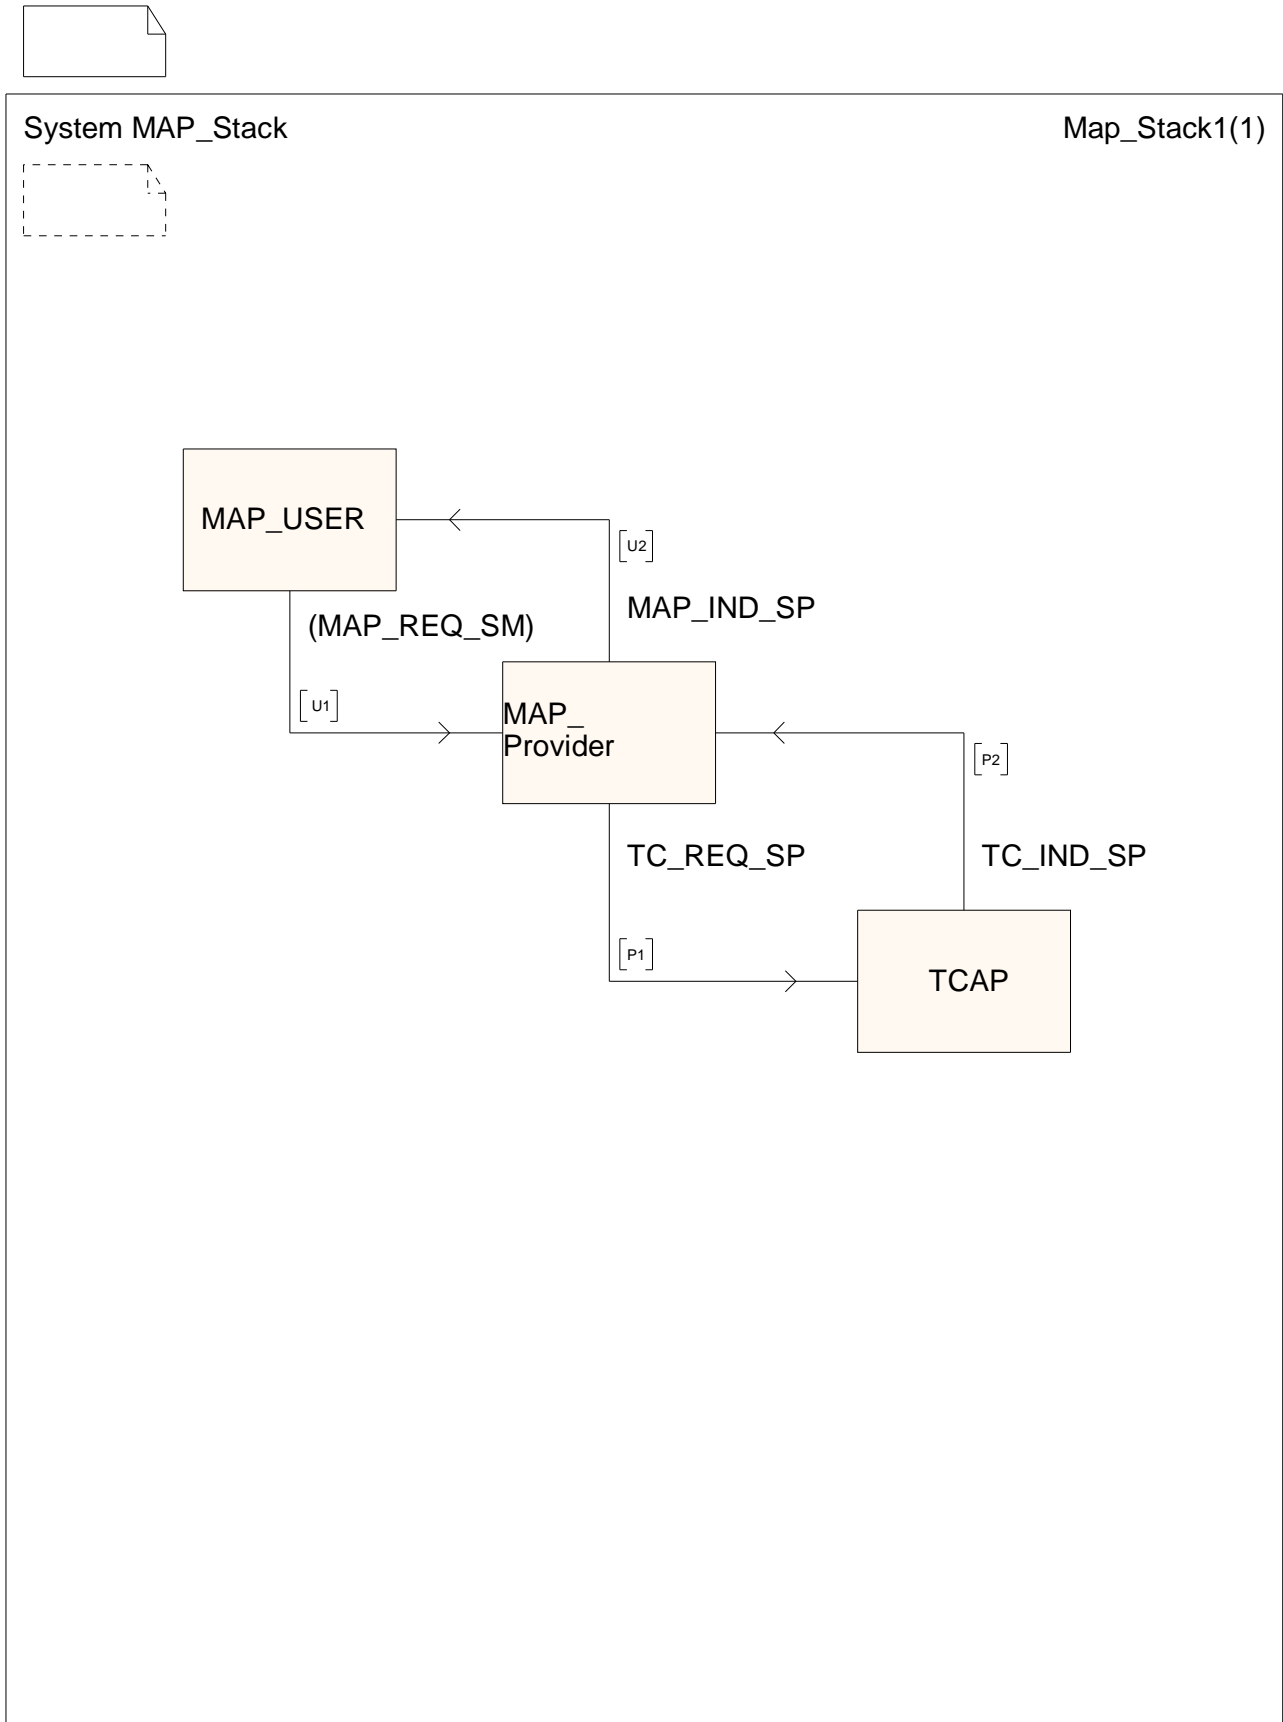 System MAP_Stack
Map_Stack1(1)
MAP_USER
[U2]
MAP_IND_SP
(MAP_REQ_SM)
[U1]
MAP_
Provider
[P2]
TC_REQ_SP
TC_IND_SP
[P1]
TCAP